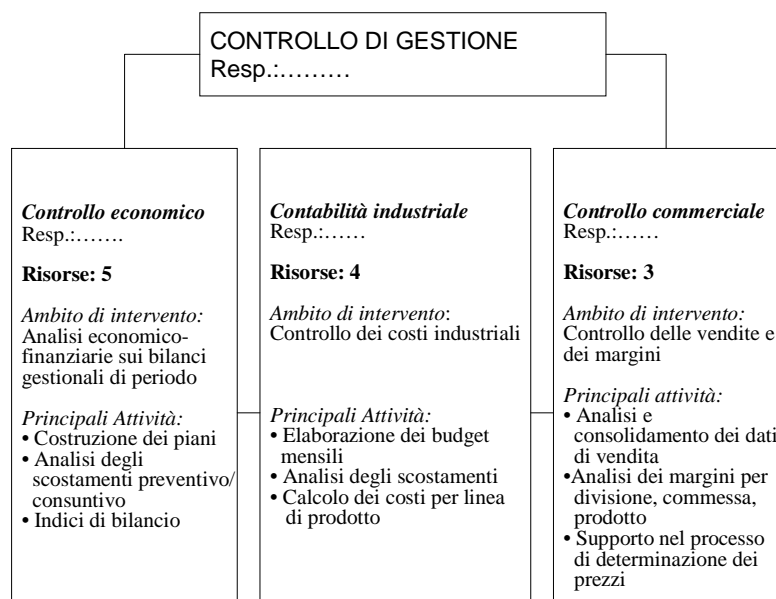 CONTROLLO DI GESTIONE
Resp.:………
Controllo economico
Resp.:…….
Risorse: 5
Ambito di intervento:
Analisi economico-
finanziarie sui bilanci
gestionali di periodo
Principali Attività:
• Costruzione dei piani
• Analisi degli
scostamenti preventivo/
consuntivo
• Indici di bilancio
Contabilità industriale
Resp.:……
Risorse: 4
Ambito di intervento:
Controllo dei costi industriali
Principali Attività:
• Elaborazione dei budget
mensili
• Analisi degli scostamenti
• Calcolo dei costi per linea
di prodotto
Controllo commerciale
Resp.:……
Risorse: 3
Ambito di intervento:
Controllo delle vendite e
dei margini
Principali attività:
• Analisi e
consolidamento dei dati
di vendita
•Analisi dei margini per
divisione, commessa,
prodotto
• Supporto nel processo
di determinazione dei
prezzi